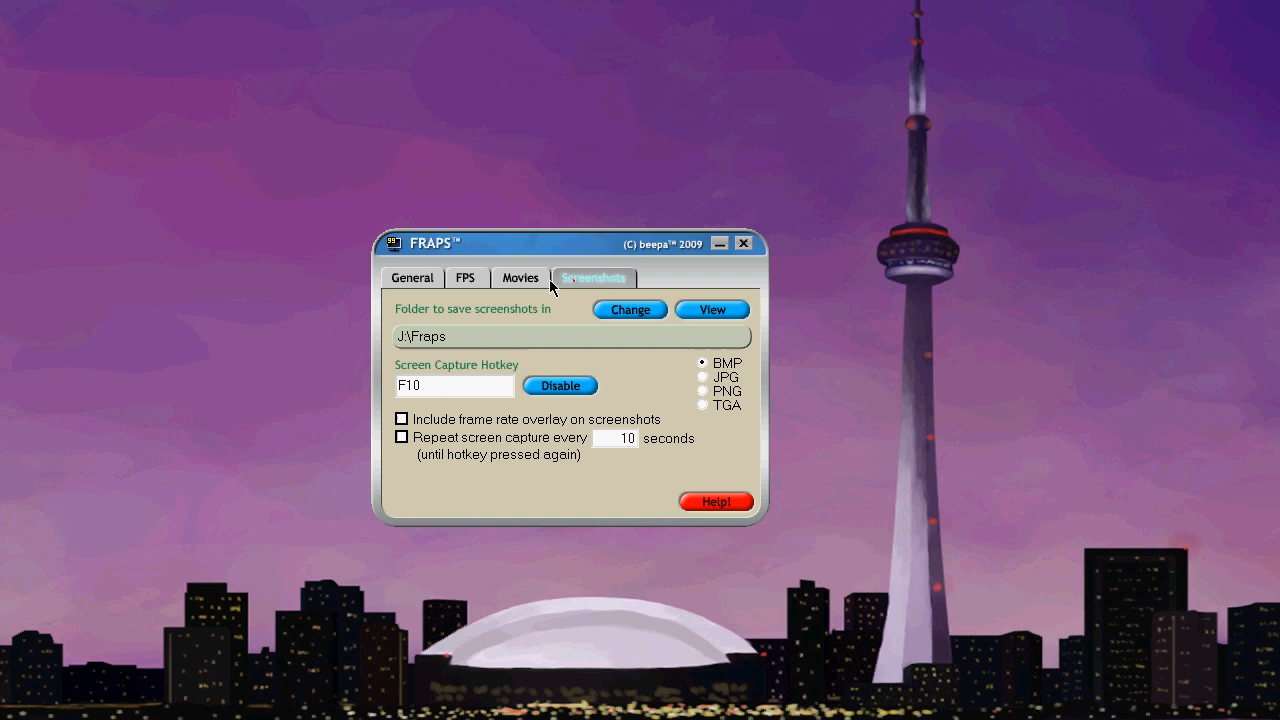 99
FRAPS™ (C) beepa™ 2009
General FPS Movies Screenshots
Folder to save screenshots in Change View
J:\Fraps
Screen Capture Hotkey
F10 Disable
BMP
JPG
PNG
TGA
Include frame rate overlay on screenshots
Repeat screen capture every 10 seconds
(until hotkey pressed again)
Help!